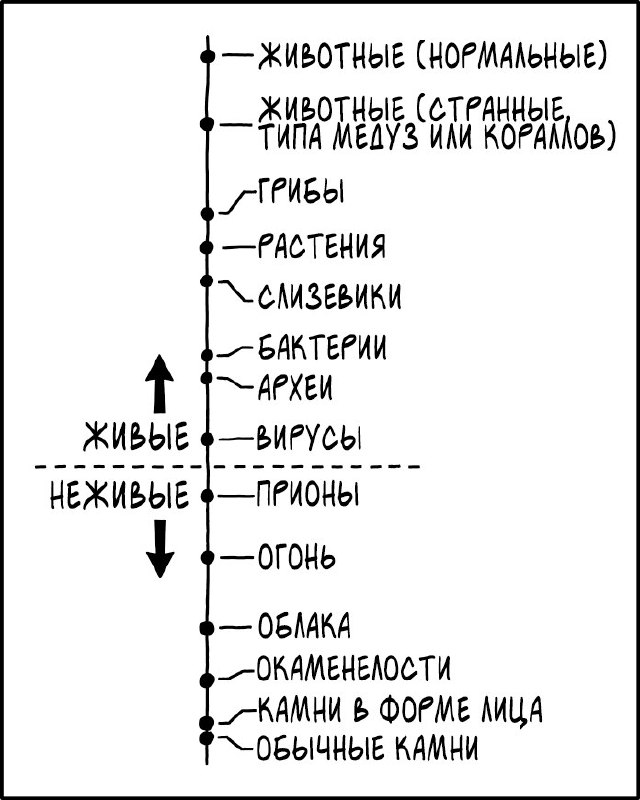 ЖИВОТНЫЕ (НОРМАЛЬНЫЕ)
ЖИВОТНЫЕ (СТРАННЫЕ,
ТИПА МЕДУЗ ИЛИ КОРАЛЛОВ)
ГРИБЫ
РАСТЕНИЯ
СЛИЗЕВИКИ
БАКТЕРИИ
АРХЕИ
ЖИВЫЕ
ВИРУСЫ
НЕЖИВЫЕ
ПРИОНЫ
ОГОНЬ
ОБЛАКА
ОКАМЕНЕЛОСТИ
КАМНИ В ФОРМЕ ЛИЦА
ОБЫЧНЫЕ КАМНИ